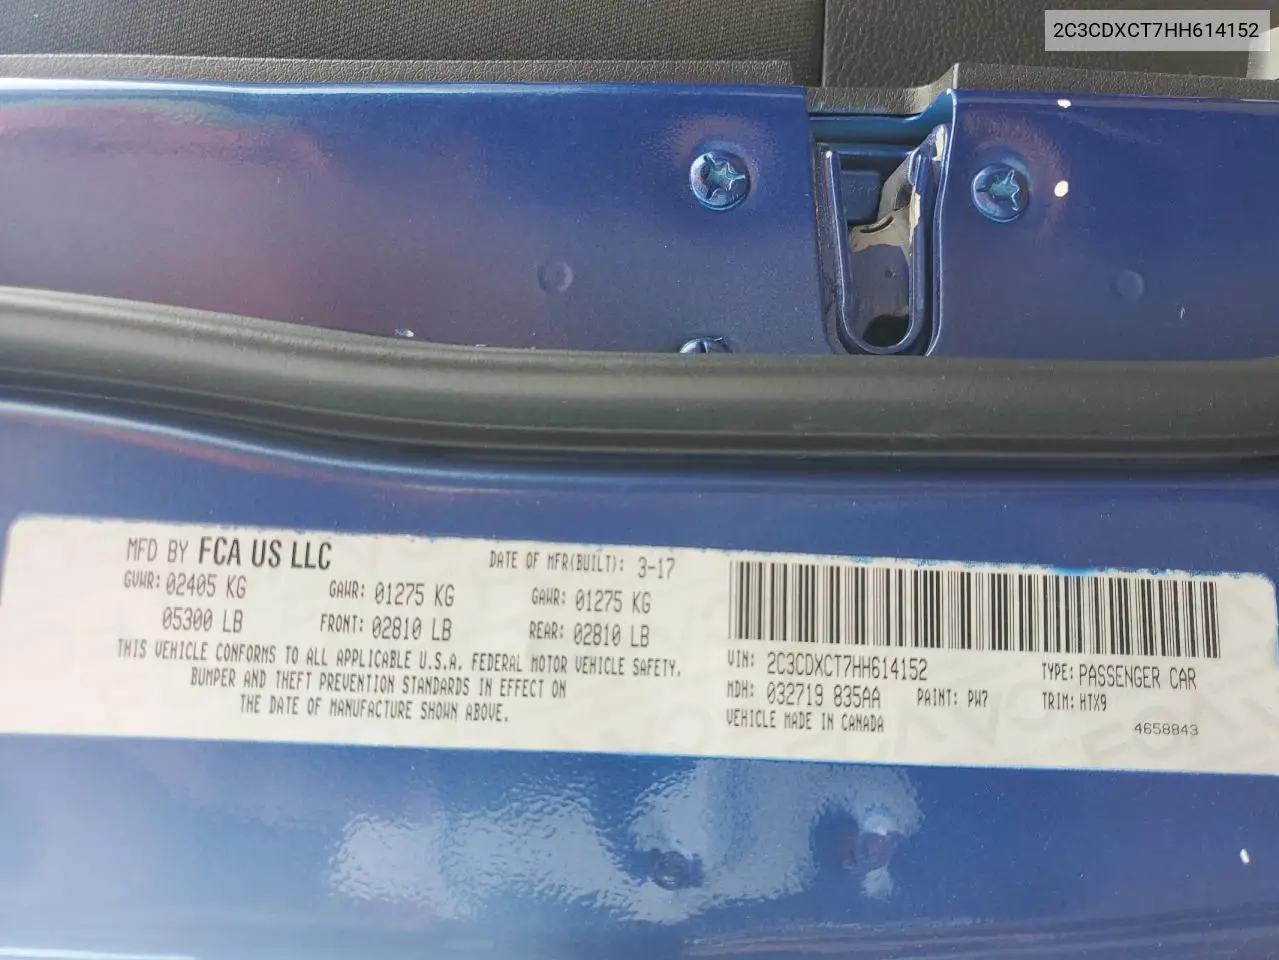 2C3CDXCT7HH614152
MFD BY FCA US LLC DATE OF MFR(BUILT): 3-17
GVWR: 02405 KG GAWR: 01275 KG GAWR: 01275 KG
05300 LB FRONT: 02810 LB REAR: 02810 LB
THIS VEHICLE CONFORMS TO ALL APPLICABLE U.S.A. FEDERAL MOTOR VEHICLE SAFETY,
BUMPER AND THEFT PREVENTION STANDARDS IN EFFECT ON
THE DATE OF MANUFACTURE SHOWN ABOVE.
VIN: 2C3CDXCT7HH614152 TYPE: PASSENGER CAR
MDH: 032719 835AA PAINT: PW7 TRIM: HTX9
VEHICLE MADE IN CANADA 4658843